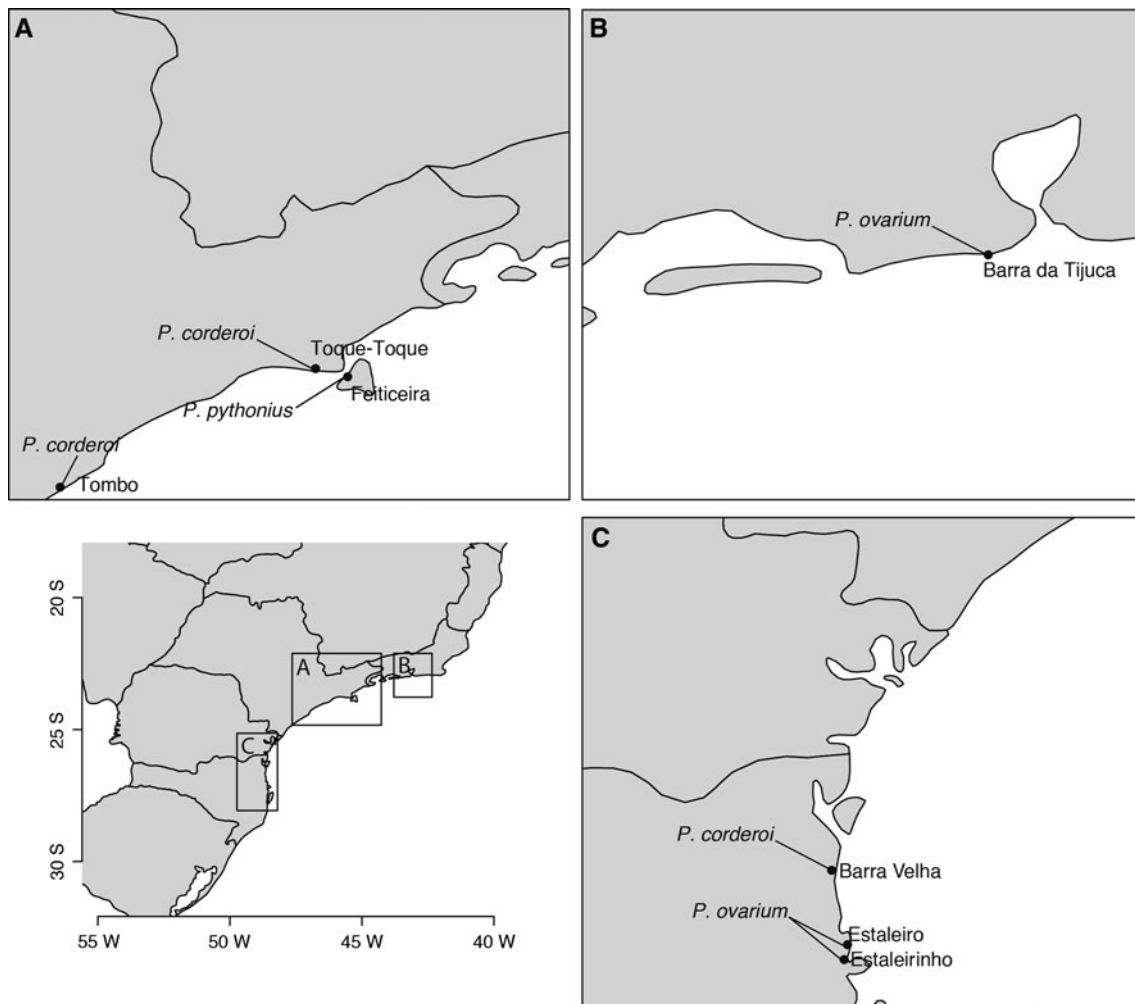 A
P. corderoi
Toque-Toque
P. pythonius
Feiticeira
P. corderoi
Tombo
B
P. ovarium
Barra da Tijuca
20 S
25 S
30 S
A
B
C
55 W
50 W
45 W
40 W
C
P. corderoi
Barra Velha
P. ovarium
Estaleiro
Estaleirinho